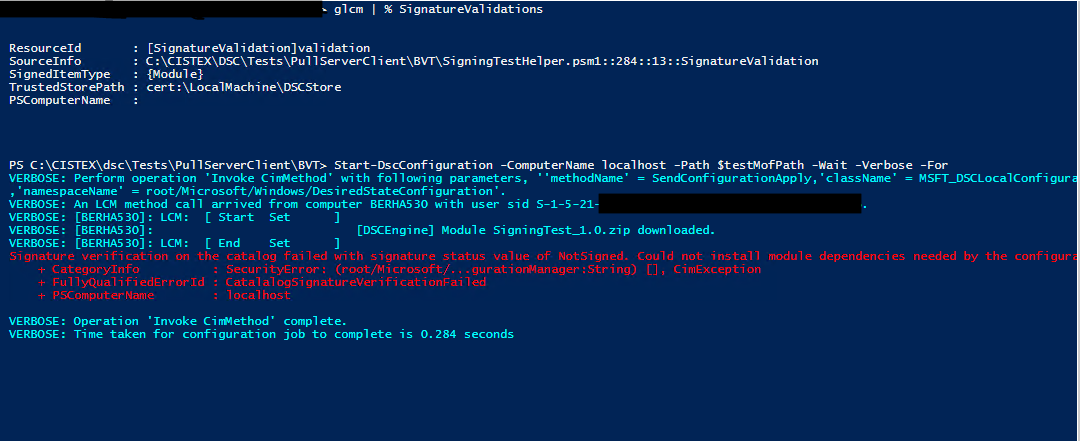 > glcm | % SignatureValidations
ResourceId : [SignatureValidation]validation
SourceInfo : C:\CISTEX\DSC\Tests\PullServerClient\BVT\SigningTestHelper.psm1::284::13::SignatureValidation
SignedItemType : {Module}
TrustedStorePath : cert:\LocalMachine\DSCStore
PSComputerName :
PS C:\CISTEX\dsc\Tests\PullServerClient\BVT> Start-DscConfiguration -ComputerName localhost -Path $testMofPath -Wait -Verbose -For
VERBOSE: Perform operation 'Invoke CimMethod' with following parameters, ''methodName' = SendConfigurationApply,'className' = MSFT_DSCLocalConfigura
,'namespaceName' = root/Microsoft/Windows/DesiredStateConfiguration'.
VERBOSE: An LCM method call arrived from computer BERHA530 with user sid S-1-5-21- .
VERBOSE: [BERHA530]: LCM: [ Start Set ]
VERBOSE: [BERHA530]: [DSCEngine] Module SigningTest_1.0.zip downloaded.
VERBOSE: [BERHA530]: LCM: [ End Set ]
Signature verification on the catalog failed with signature status value of NotSigned. Could not install module dependencies needed by the configura
+ CategoryInfo : SecurityError: (root/Microsoft/...gurationManager:String) [], CimException
+ FullyQualifiedErrorId : CatalalogSignatureVerificationFailed
+ PSComputerName : localhost
VERBOSE: Operation 'Invoke CimMethod' complete.
VERBOSE: Time taken for configuration job to complete is 0.284 seconds